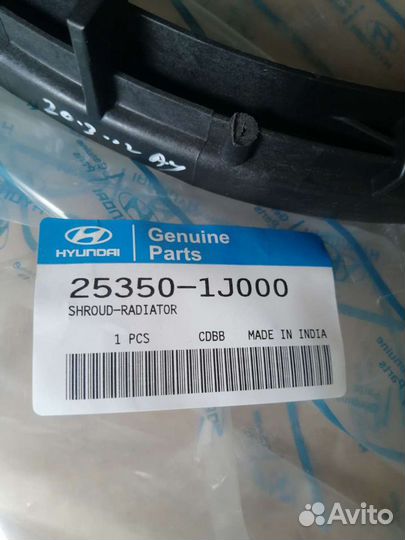 HYUNDAI
Genuine
Parts
25350-1J000
SHROUD-RADIATOR
1 PCS CDBB MADE IN INDIA
Avito